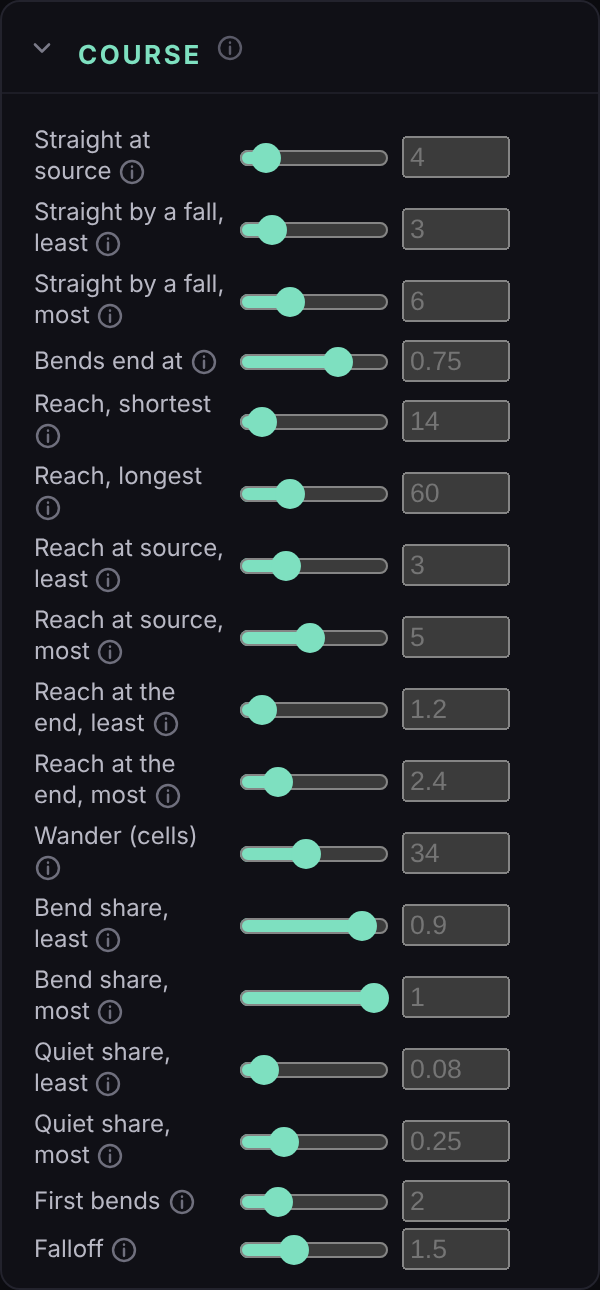 COURSE
Straight at
source
4
Straight by a fall,
least
3
Straight by a fall,
most
6
Bends end at
0.75
Reach, shortest
14
Reach, longest
60
Reach at source,
least
3
Reach at source,
most
5
Reach at the
end, least
1.2
Reach at the
end, most
2.4
Wander (cells)
34
Bend share,
least
0.9
Bend share,
most
1
Quiet share,
least
0.08
Quiet share,
most
0.25
First bends
2
Falloff
1.5